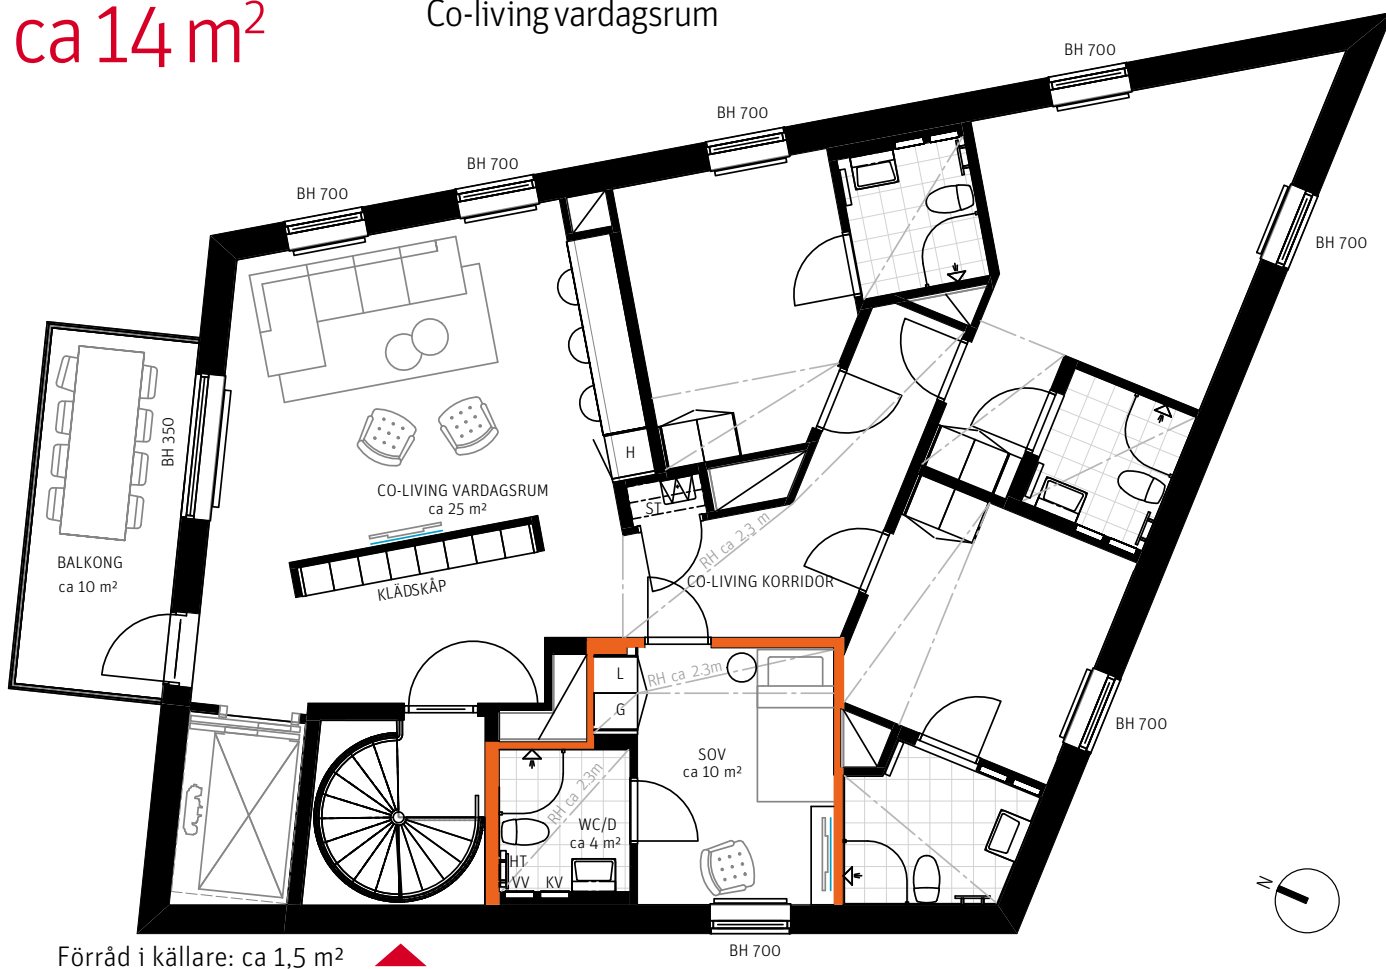 ca 14 m²
Co-living vardagsrum
BH 700
BH 700
BH 700
BH 700
BH 700
BH 350
H
CO-LIVING VARDAGSRUM
ca 25 m²
ST
RH ca 2.3 m
BALKONG
ca 10 m²
KLÄDSKÅP
CO-LIVING KORRIDOR
L
RH ca 2.3m
G
BH 700
SOV
ca 10 m²
RH ca 2.3m
WC/D
ca 4 m²
HT
VV KV
N
BH 700
Förråd i källare: ca 1,5 m²